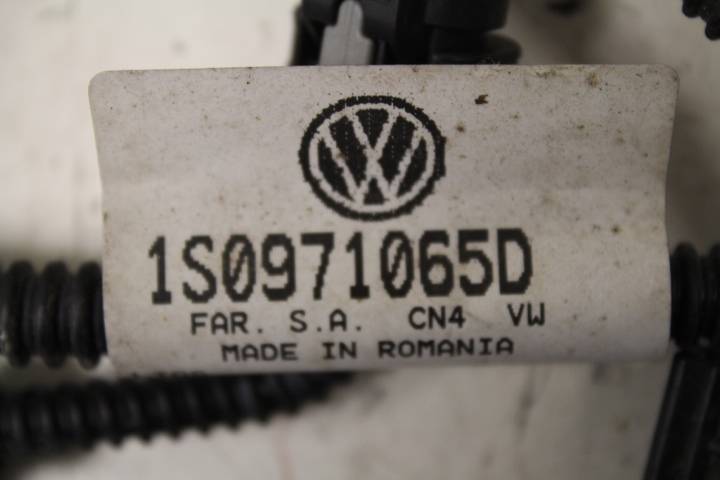 1S0971065D
FAR. S.A. CN4 VW
MADE IN ROMANIA